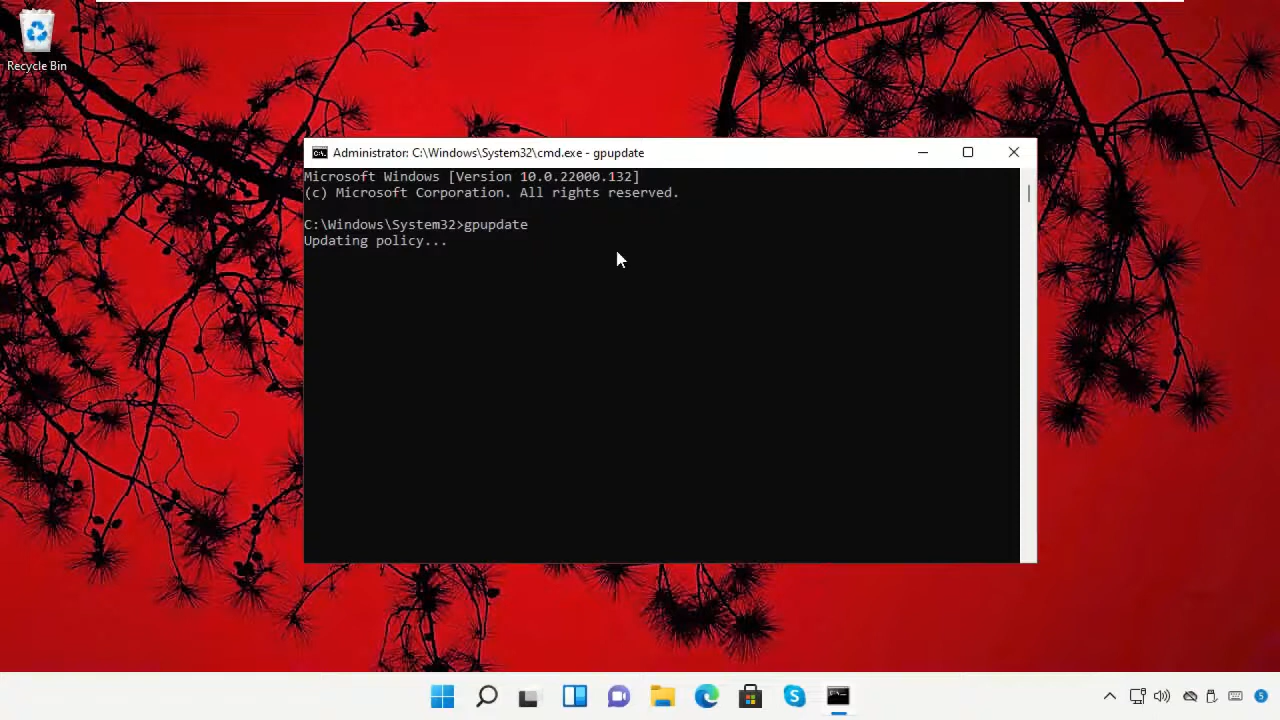 Recycle Bin
Administrator: C:\Windows\System32\cmd.exe - gpupdate
Microsoft Windows [Version 10.0.22000.132]
(c) Microsoft Corporation. All rights reserved.
C:\Windows\System32>gpupdate
Updating policy...
5